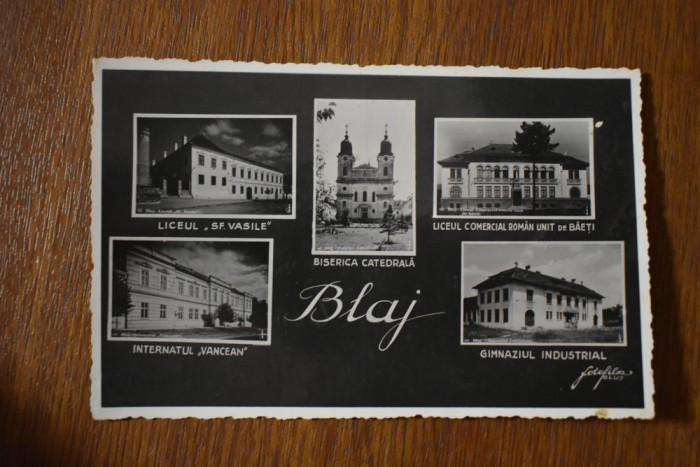 LICEUL „SF. VASILE"
BISERICA CATEDRALĂ
LICEUL COMERCIAL ROMÂN UNIT DE BĂEȚI
INTERNATUL „VANCEAN"
Blaj
GIMNAZIUL INDUSTRIAL